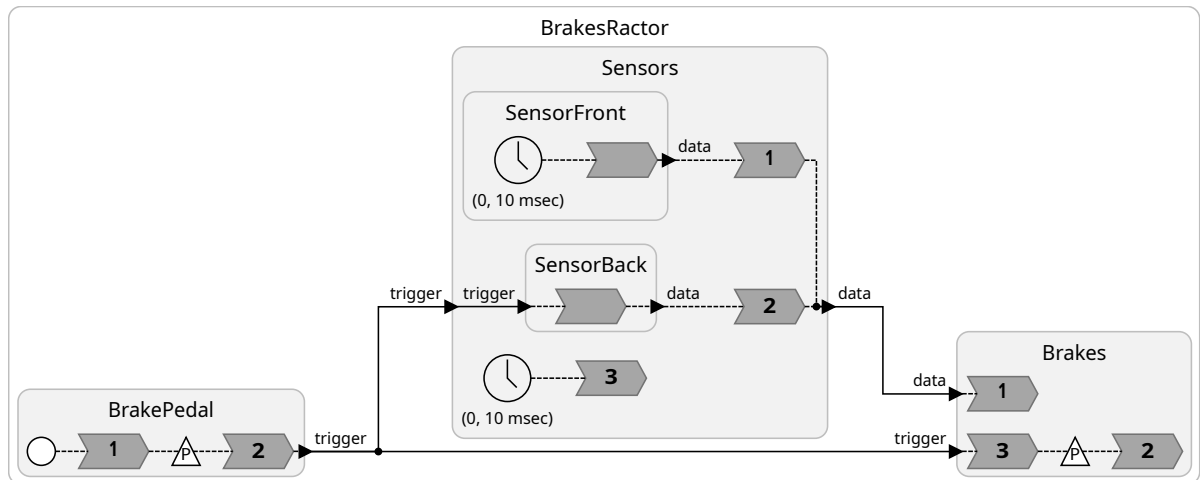 BrakesRactor
Sensors
SensorFront
data
1
(0, 10 msec)
SensorBack
trigger
trigger
data
2
data
3
(0, 10 msec)
Brakes
data
1
BrakePedal
1
P
2
trigger
trigger
3
P
2